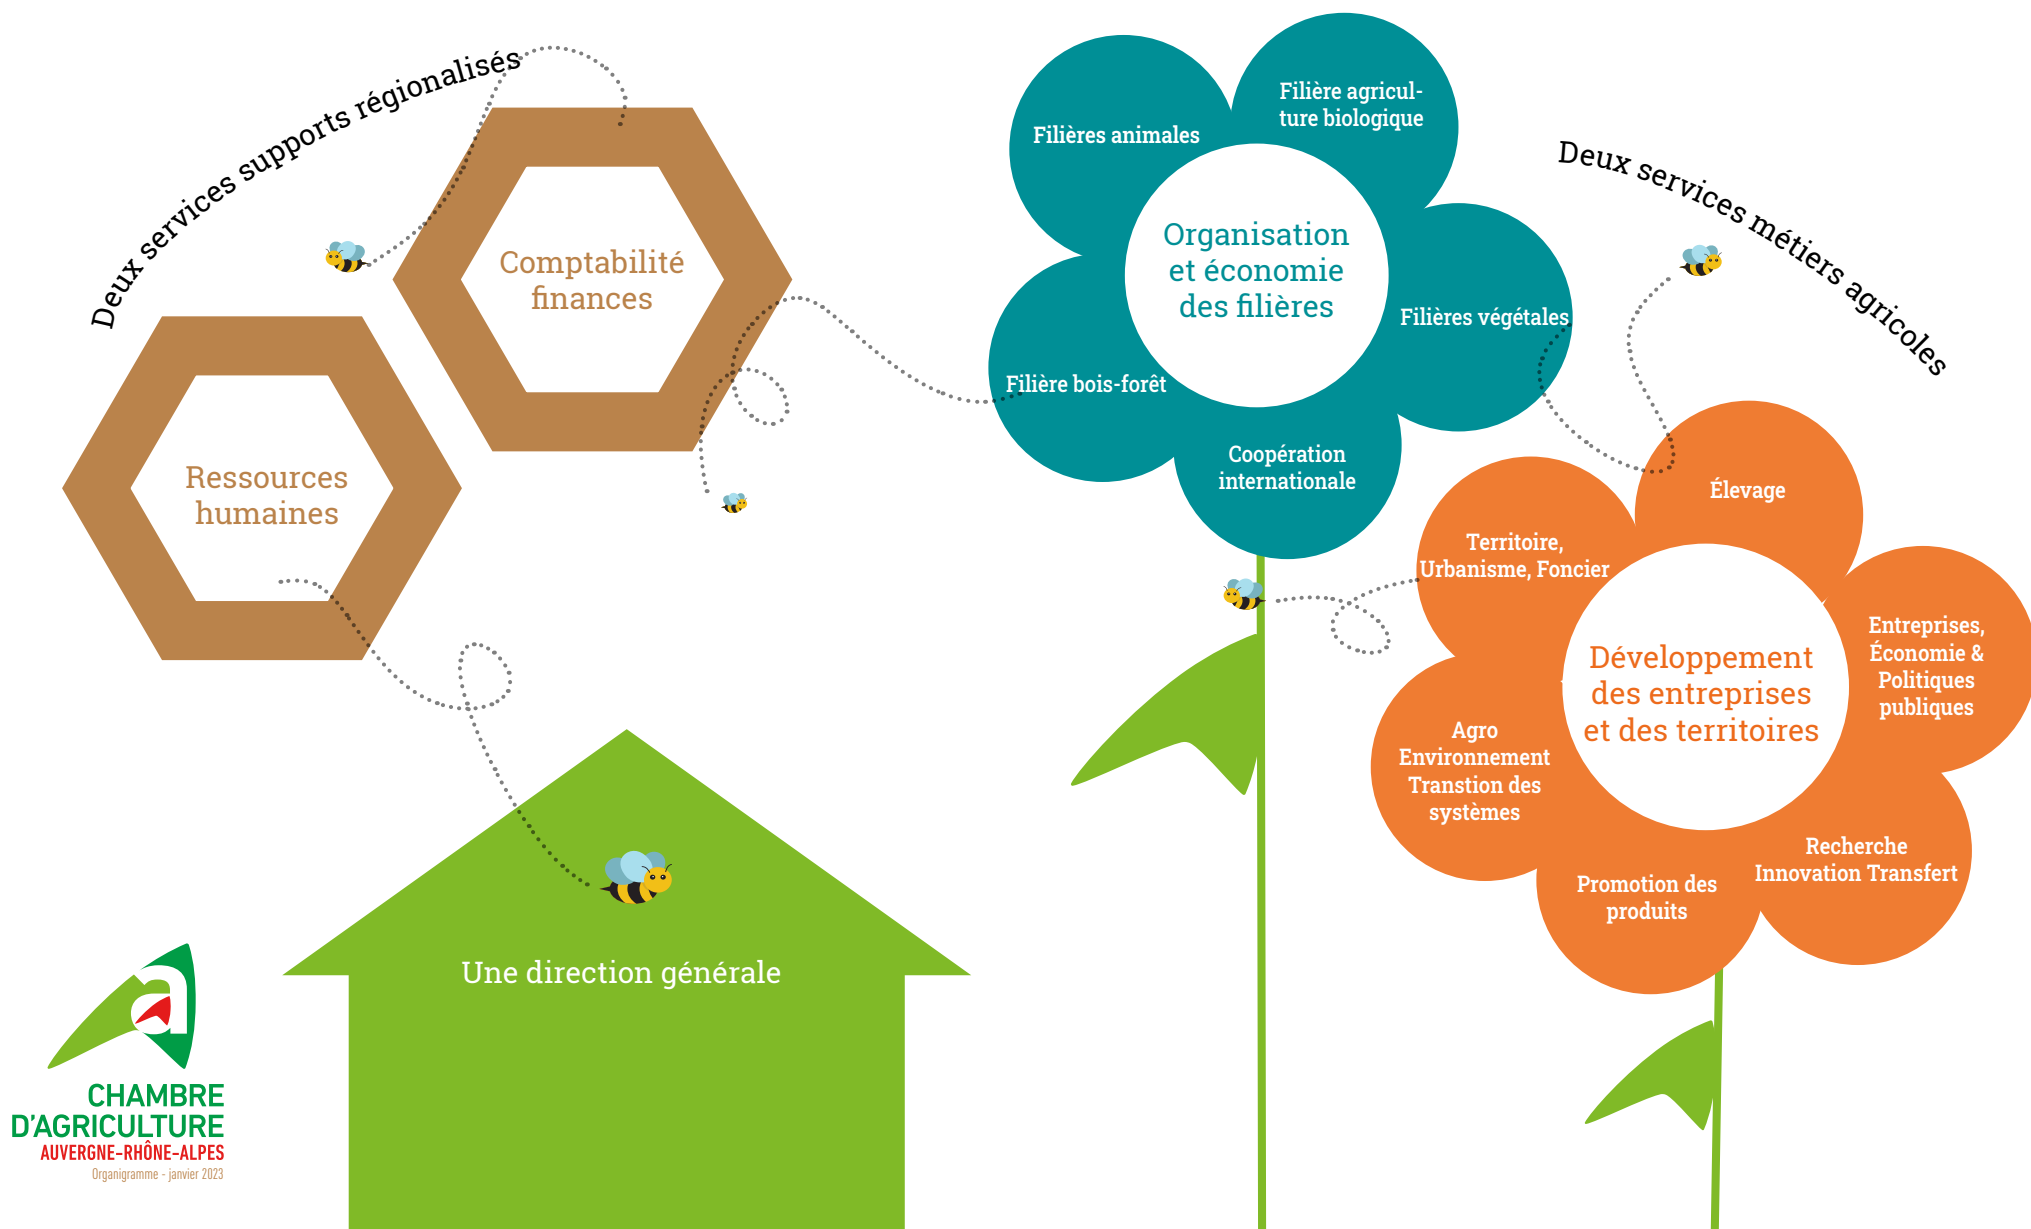 Deux services supports régionalisés
Comptabilité
finances
Ressources
humaines
Une direction générale
Filières animales
Filière agricul-
ture biologique
Organisation
et économie
des filières
Filières végétales
Filière bois-forêt
Coopération
internationale
Deux services métiers agricoles
Élevage
Territoire,
Urbanisme, Foncier
Entreprises,
Économie &
Politiques
publiques
Développement
des entreprises
et des territoires
Agro
Environnement
Transtion des
systèmes
Recherche
Innovation Transfert
Promotion des
produits
a
CHAMBRE
D'AGRICULTURE
AUVERGNE-RHÔNE-ALPES
Organigramme - janvier 2023